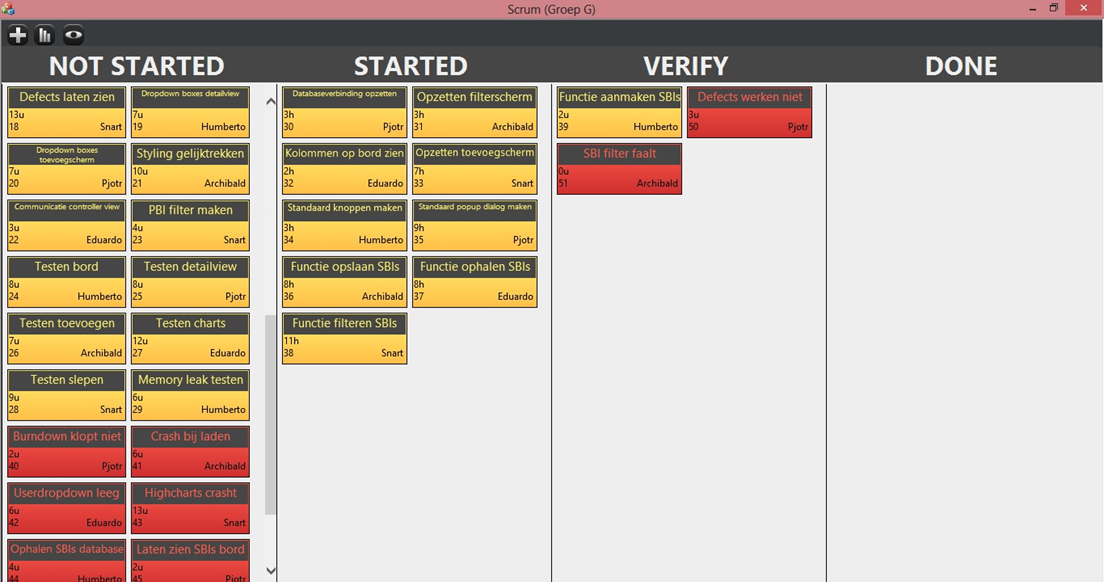 Scrum (Groep G)
NOT STARTED
STARTED
VERIFY
DONE
Defects laten zien
13u
18 Snart
Dropdown boxes detailview
7u
19 Humberto
Dropdown boxes
toevoegscherm
7u
20 Pjotr
Styling gelijktrekken
10u
21 Archibald
Communicatie controller view
3u
22 Eduardo
PBI filter maken
4u
23 Snart
Testen bord
8u
24 Humberto
Testen detailview
8u
25 Pjotr
Testen toevoegen
7u
26 Archibald
Testen charts
12u
27 Eduardo
Testen slepen
9u
28 Snart
Memory leak testen
6u
29 Humberto
Burndown klopt niet
2u
40 Pjotr
Crash bij laden
6u
41 Archibald
Userdropdown leeg
6u
42 Eduardo
Highcharts crasht
13u
43 Snart
Ophalen SBIs database
4u
44 Humberto
Laten zien SBIs bord
2u
45 Pjotr
Databaseverbinding opzetten
3h
30 Pjotr
Opzetten filterscherm
3h
31 Archibald
Kolommen op bord zien
2h
32 Eduardo
Opzetten toevoegscherm
7h
33 Snart
Standaard knoppen maken
3h
34 Humberto
Standaard popup dialog maken
9h
35 Pjotr
Functie opslaan SBIs
8h
36 Archibald
Functie ophalen SBIs
8h
37 Eduardo
Functie filteren SBIs
11h
38 Snart
Functie aanmaken SBIs
2u
39 Humberto
Defects werken niet
3u
50 Pjotr
SBI filter faalt
0u
51 Archibald